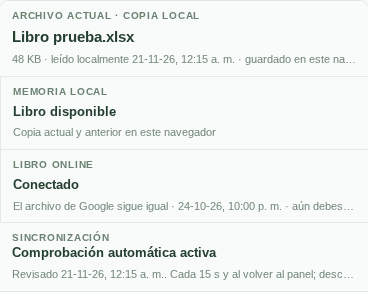 ARCHIVO ACTUAL · COPIA LOCAL
Libro prueba.xlsx
48 KB · leído localmente 21-11-26, 12:15 a. m. · guardado en este na…
MEMORIA LOCAL
Libro disponible
Copia actual y anterior en este navegador
LIBRO ONLINE
Conectado
El archivo de Google sigue igual · 24-10-26, 10:00 p. m. · aún debes…
SINCRONIZACIÓN
Comprobación automática activa
Revisado 21-11-26, 12:15 a. m.. Cada 15 s y al volver al panel; desc…